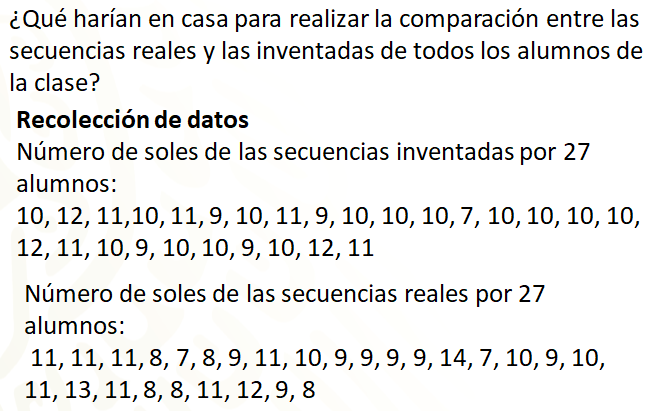 ¿Qué harían en casa para realizar la comparación entre las
secuencias reales y las inventadas de todos los alumnos de
la clase?
Recolección de datos
Número de soles de las secuencias inventadas por 27
alumnos:
10, 12, 11,10, 11, 9, 10, 11, 9, 10, 10, 10, 7, 10, 10, 10, 10,
12, 11, 10, 9, 10, 10, 9, 10, 12, 11
Número de soles de las secuencias reales por 27
alumnos:
11, 11, 11, 8, 7, 8, 9, 11, 10, 9, 9, 9, 9, 14, 7, 10, 9, 10,
11, 13, 11, 8, 8, 11, 12, 9, 8